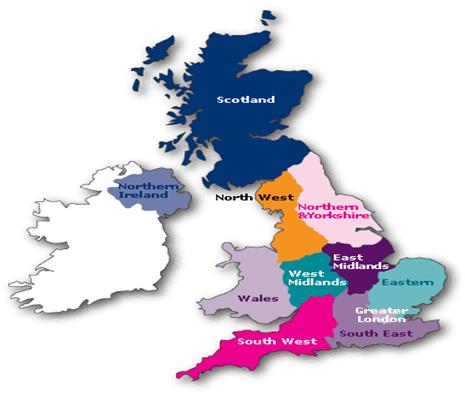 Scotland
Northern
Ireland
North West
Northern
&Yorkshire
East
Midlands
West
Midlands
Eastern
Wales
Greater
London
South East
South West